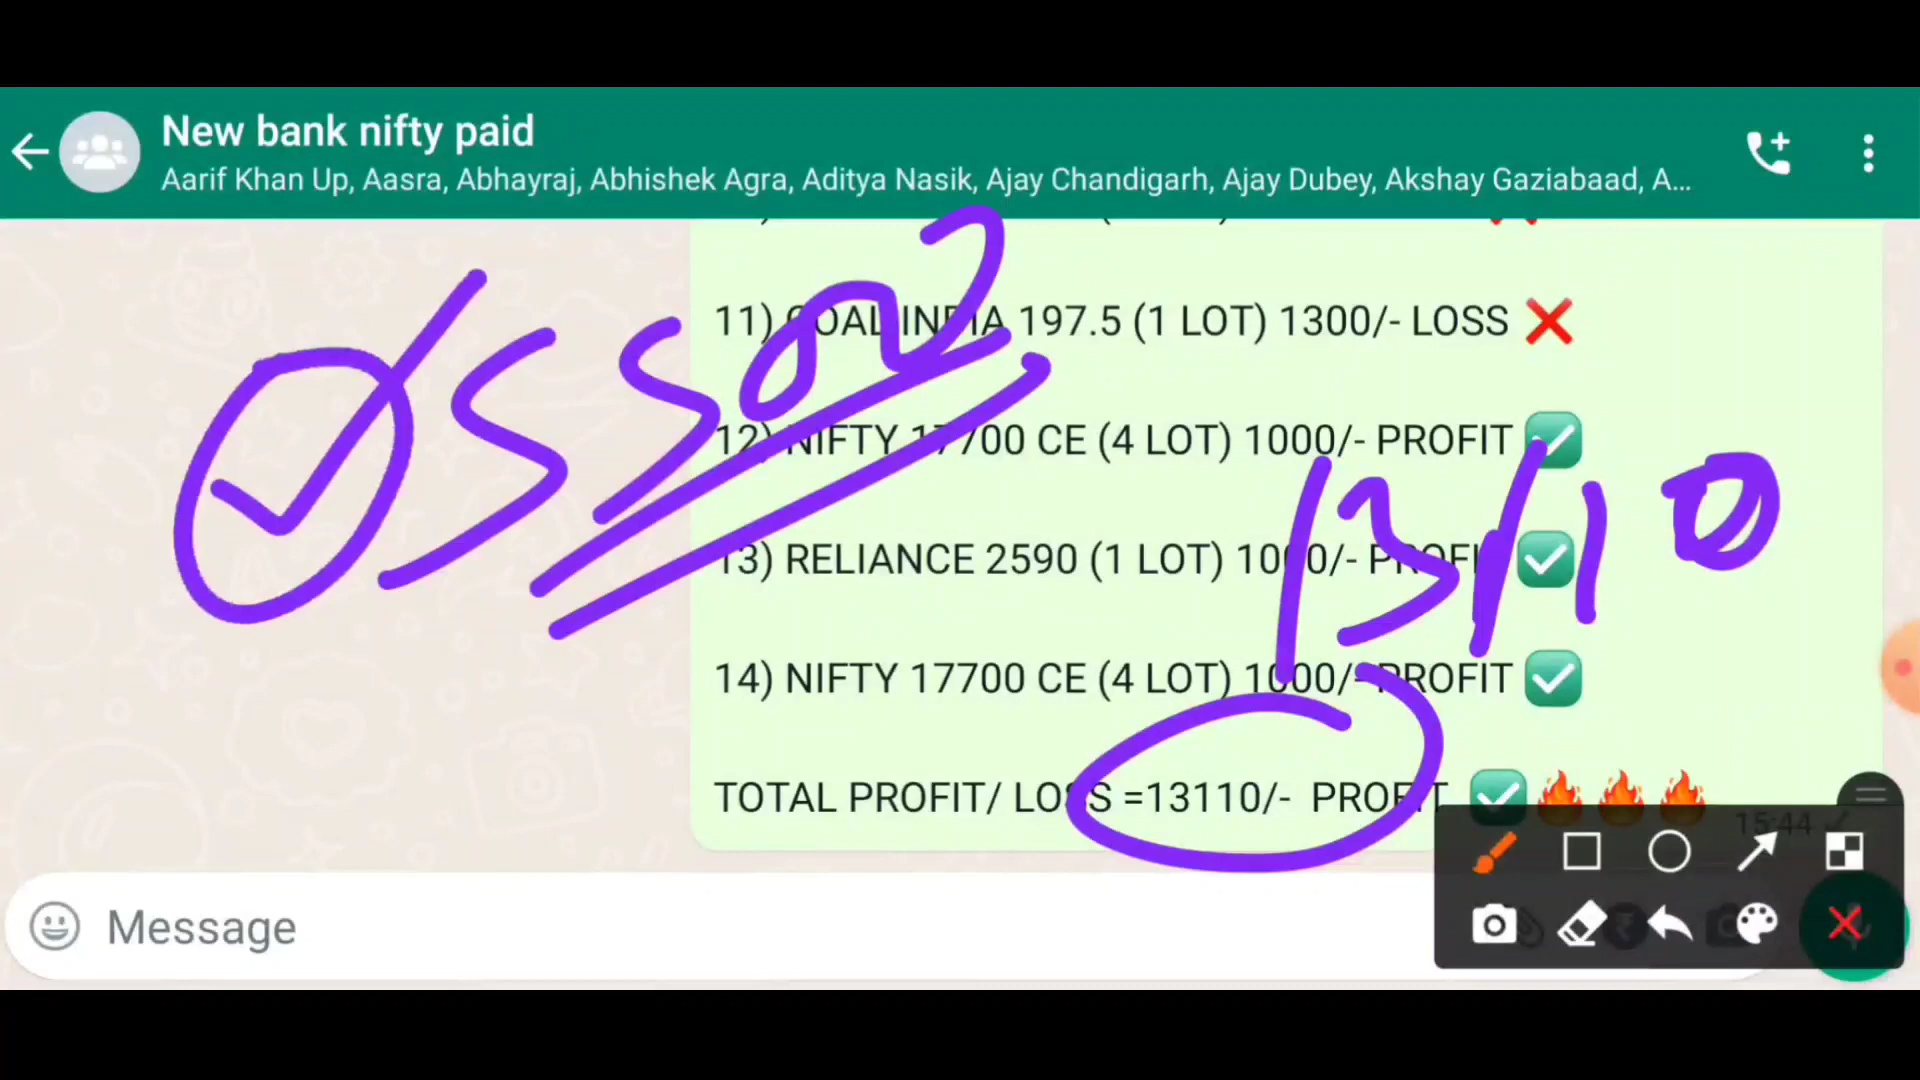 New bank nifty paid
Aarif Khan Up, Aasra, Abhayraj, Abhishek Agra, Aditya Nasik, Ajay Chandigarh, Ajay Dubey, Akshay Gaziabaad, A...
11) COAL INDIA 197.5 (1 LOT) 1300/- LOSS ❌
12) NIFTY 17700 CE (4 LOT) 1000/- PROFIT ✅
13) RELIANCE 2590 (1 LOT) 1000/- PROFIT ✅
13110
14) NIFTY 17700 CE (4 LOT) 1000/- PROFIT ✅
TOTAL PROFIT/ LOSS =13110/- PROFIT ✅🔥🔥🔥
15:44
Message